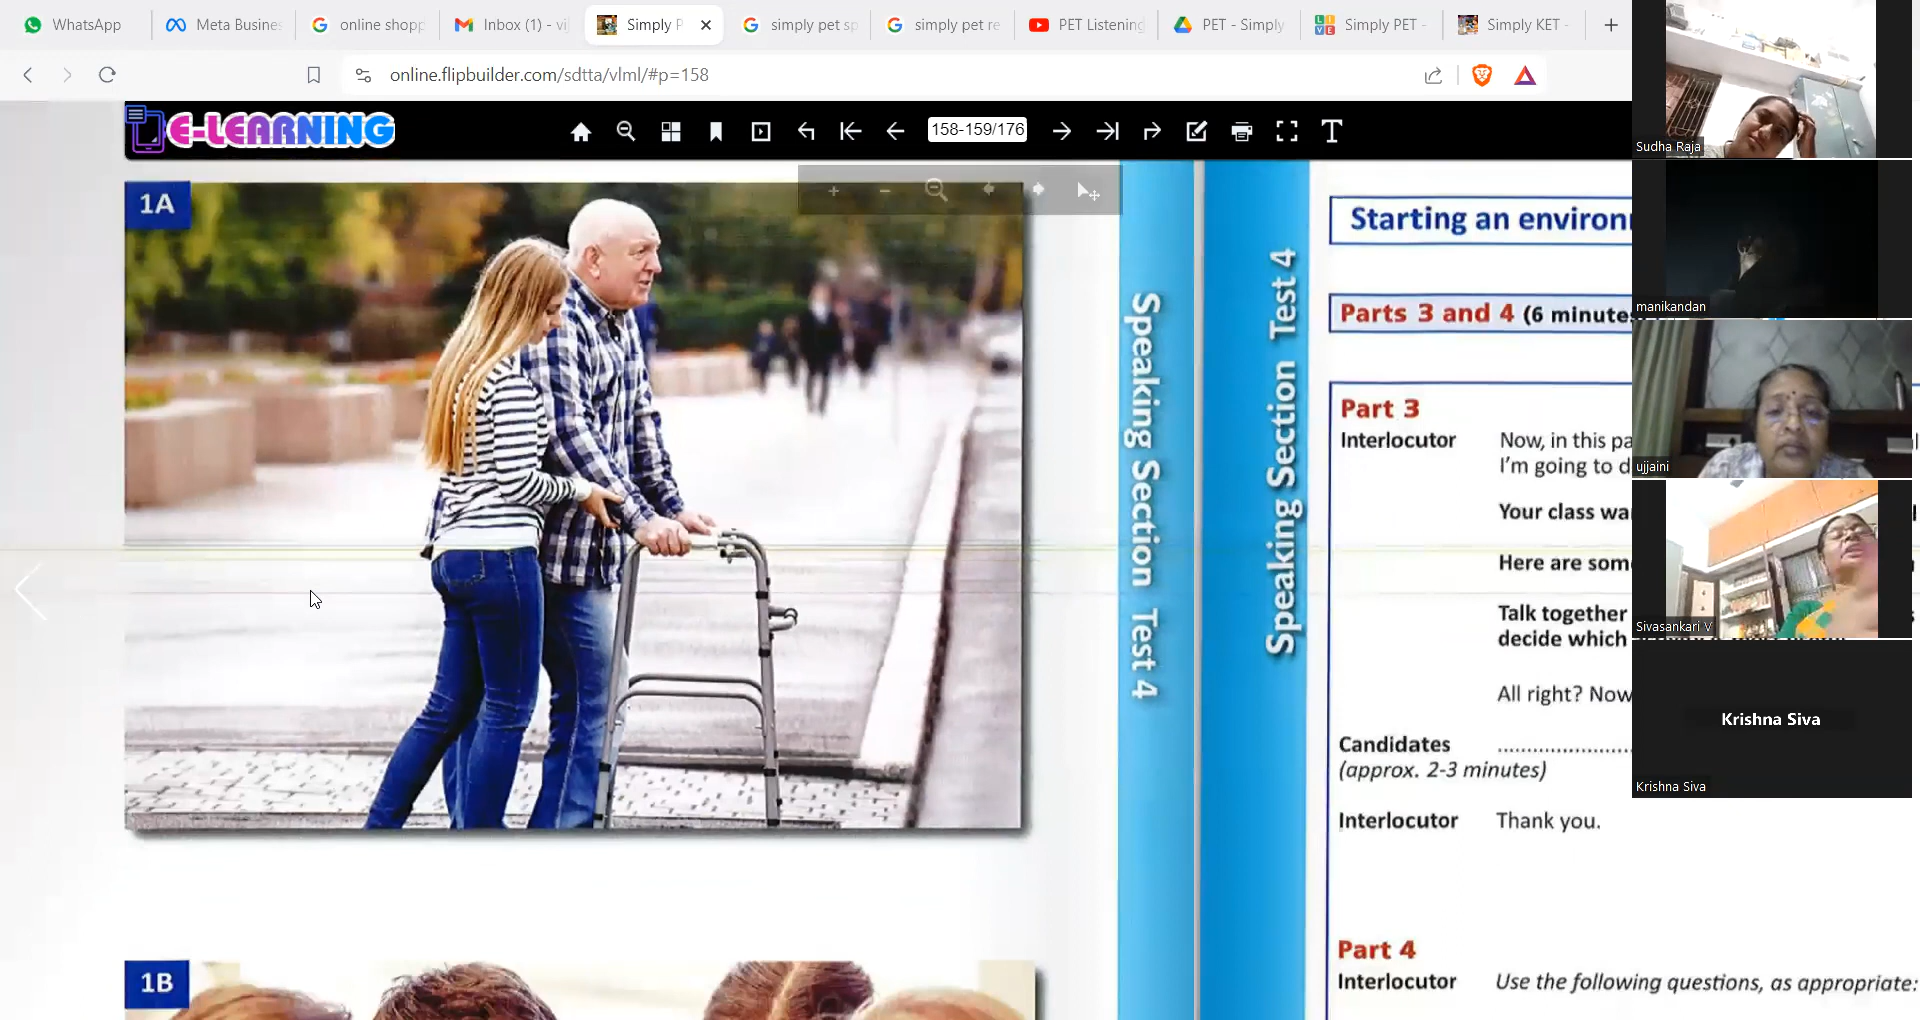 WhatsApp
Meta Busines
online shopp
Inbox (1) - vij
Simply P
simply pet sp
simply pet re
PET Listening
PET - Simply
Simply PET -
Simply KET -
online.flipbuilder.com/sdtta/vlml/#p=158
E-LEARNING
158-159/176
1A
1B
Speaking Section Test 4
Speaking Section Test 4
Starting an environ
Parts 3 and 4 (6 minutes
Part 3
Interlocutor Now, in this pa
I'm going to d
Your class wa
Here are som
Talk together
decide which
All right? Now
Candidates
(approx. 2-3 minutes)
Interlocutor Thank you.
Part 4
Interlocutor Use the following questions, as appropriate:
Sudha Raja
manikandan
ujjaini
Sivasankari V
Krishna Siva
Krishna Siva